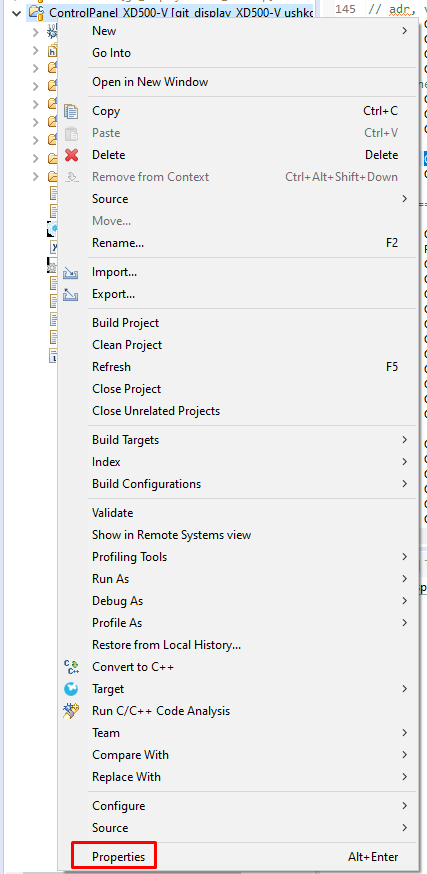 ControlPanel XD500-V [git_display_XD500-V ushko
145 // adr, v
New
Go Into
Open in New Window
Copy Ctrl+C
Paste Ctrl+V
Delete Delete
Remove from Context Ctrl+Alt+Shift+Down
Source
Move...
Rename... F2
Import...
Export...
Build Project
Clean Project
Refresh F5
Close Project
Close Unrelated Projects
Build Targets
Index
Build Configurations
Validate
Show in Remote Systems view
Profiling Tools
Run As
Debug As
Profile As
Restore from Local History...
Convert to C++
Target
Run C/C++ Code Analysis
Team
Compare With
Replace With
Configure
Source
Properties Alt+Enter